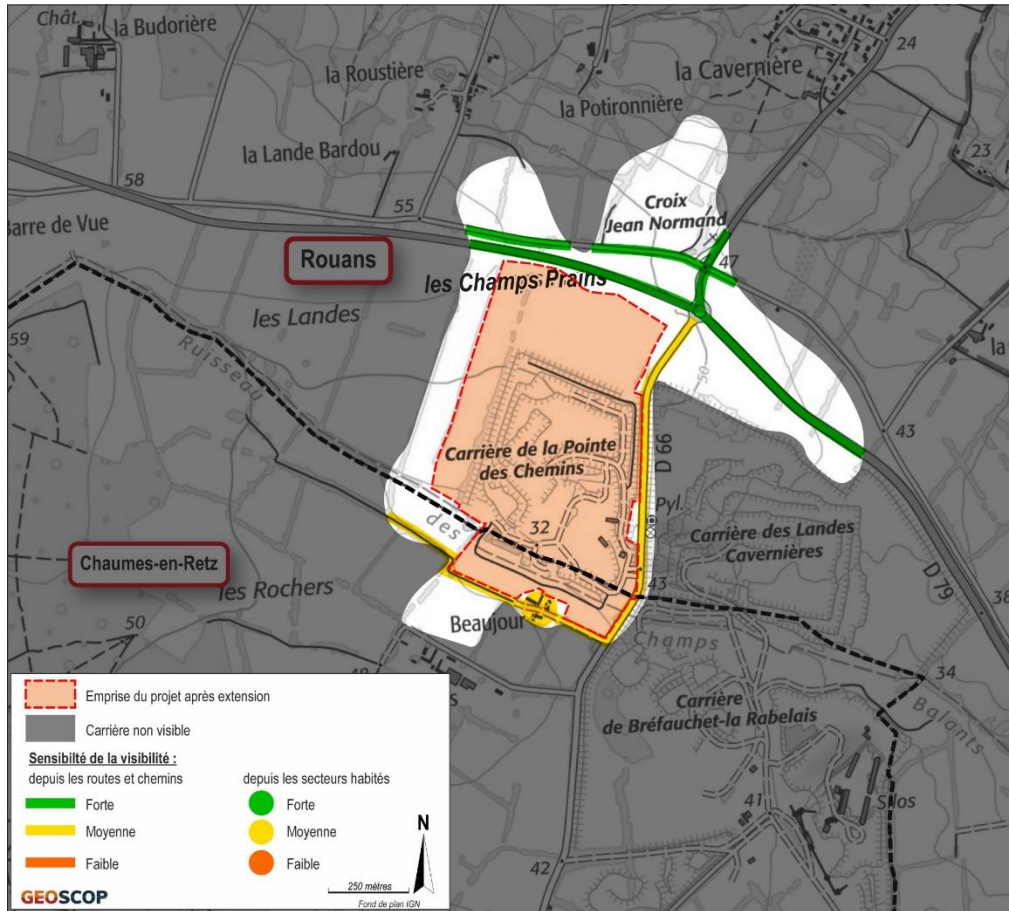 Chât.
la Budorière
24
la Roustière
la Cavernière
la Potironnière
la Lande Bardou
23
50
58
55
Croix
Jean Normand
Barre de Vue
47
Rouans
les Champs Prains
les Landes
59
Ruisseau
50
43
Carrière de la Pointe
des Chemins
D 66
Pyl.
des
32
Carrière des Landes
Cavernières
D 79
Chaumes-en-Retz
43
les Rochers
38
Beaujour
50
Champs
48
34
Carrière
de Bréfauchet-la Rabelais
Balants
41
Silos
42
Emprise du projet après extension
Carrière non visible
Sensibilté de la visibilité :
depuis les routes et chemins
depuis les secteurs habités
Forte
Forte
Moyenne
Moyenne
Faible
Faible
N
250 mètres
GEOSCOP
Fond de plan IGN